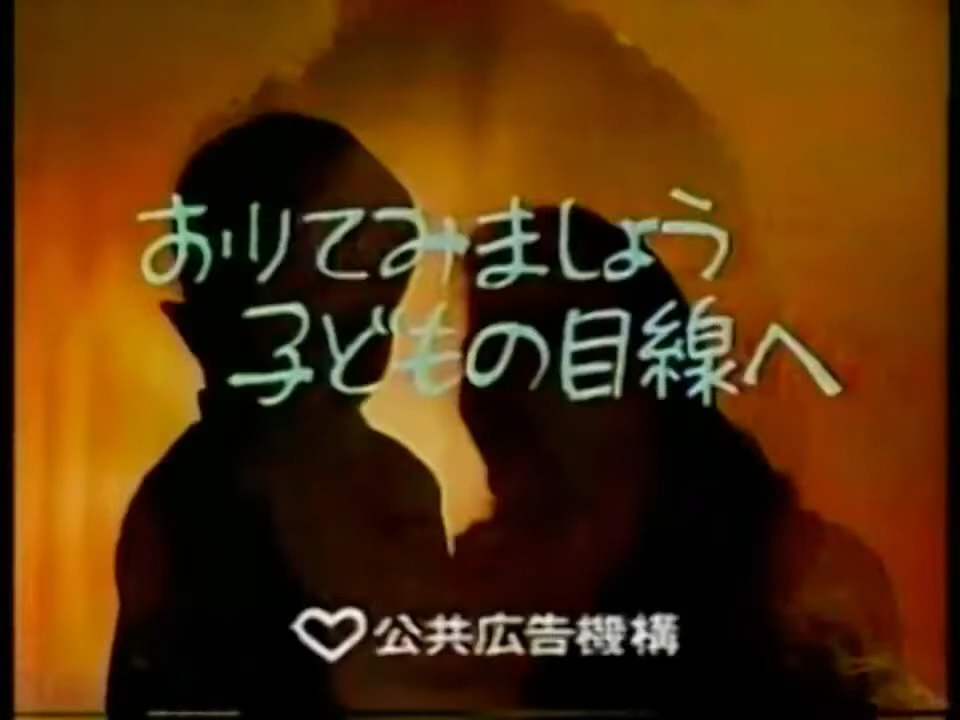 おりてみましょう
子どもの目線へ
公共広告機構